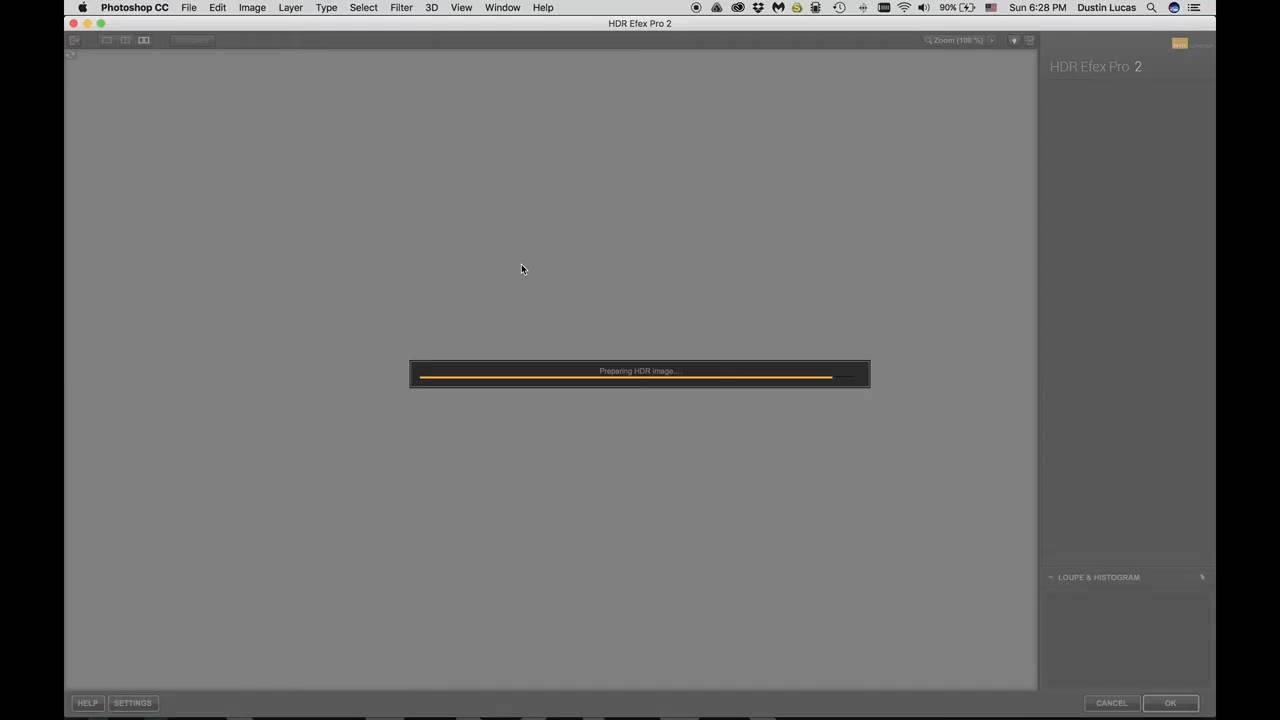 Photoshop CC File Edit Image Layer Type Select Filter 3D View Window Help 90% Sun 6:28 PM Dustin Lucas
HDR Efex Pro 2
Zoom (100 %)
HDR Efex Pro 2
Preparing HDR image....
LOUPE & HISTOGRAM
HELP SETTINGS CANCEL OK